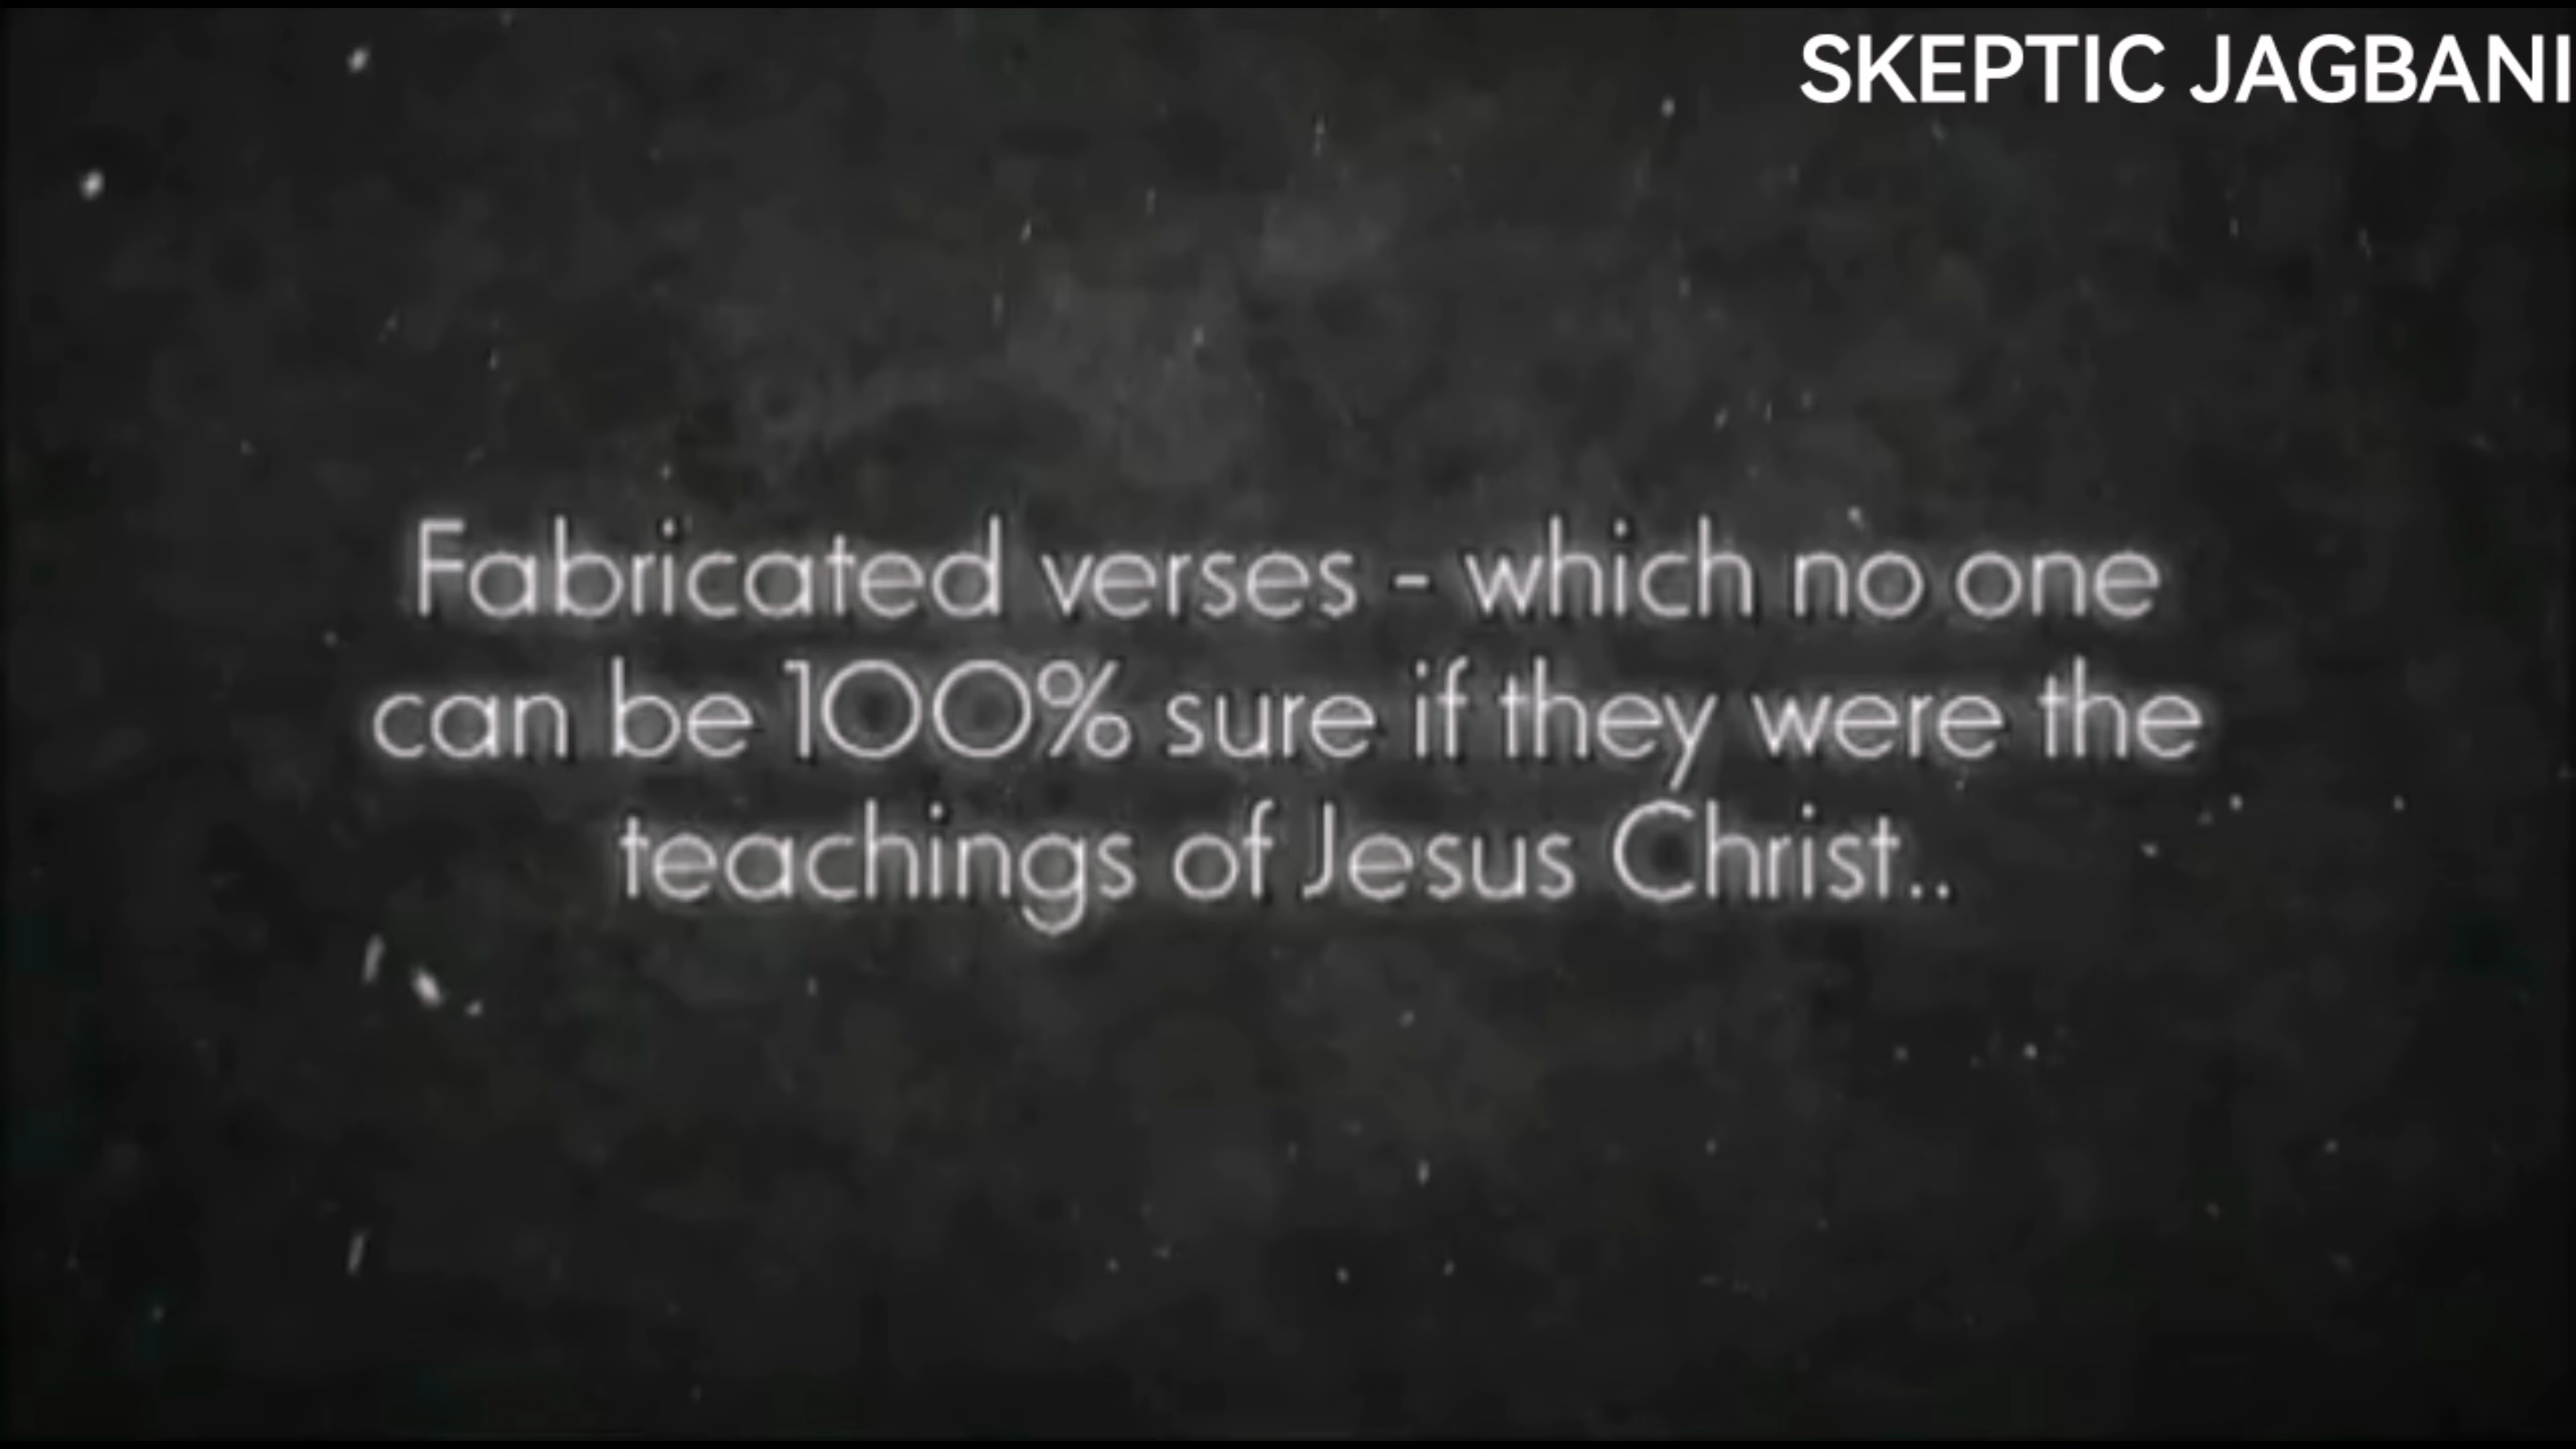 SKEPTIC JAGBANI
Fabricated verses - which no one
can be 100% sure if they were the
teachings of Jesus Christ..